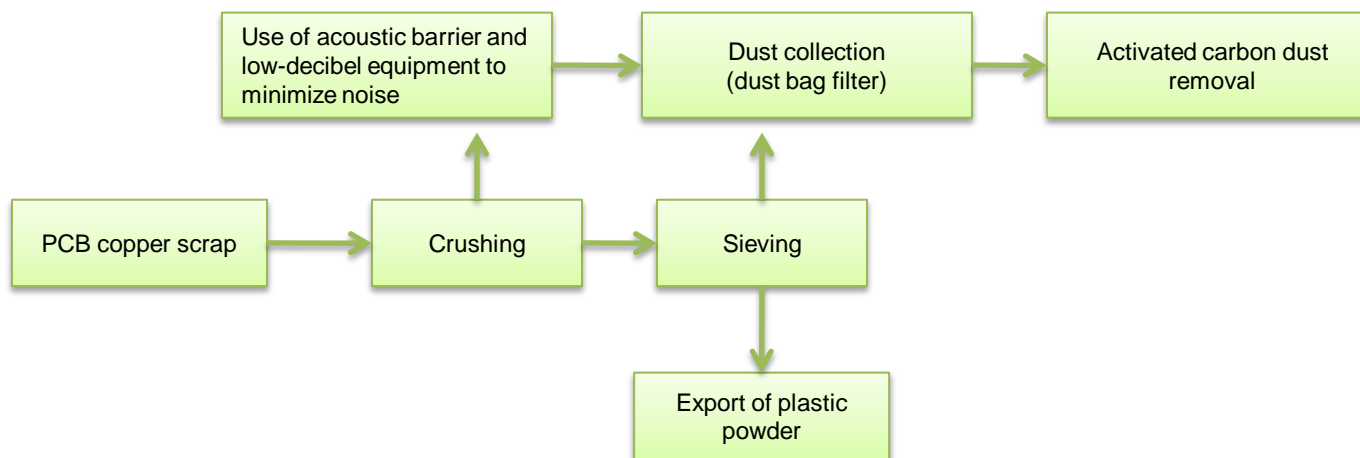 Use of acoustic barrier and
low-decibel equipment to
minimize noise
Dust collection
(dust bag filter)
Activated carbon dust
removal
PCB copper scrap
Crushing
Sieving
Export of plastic
powder